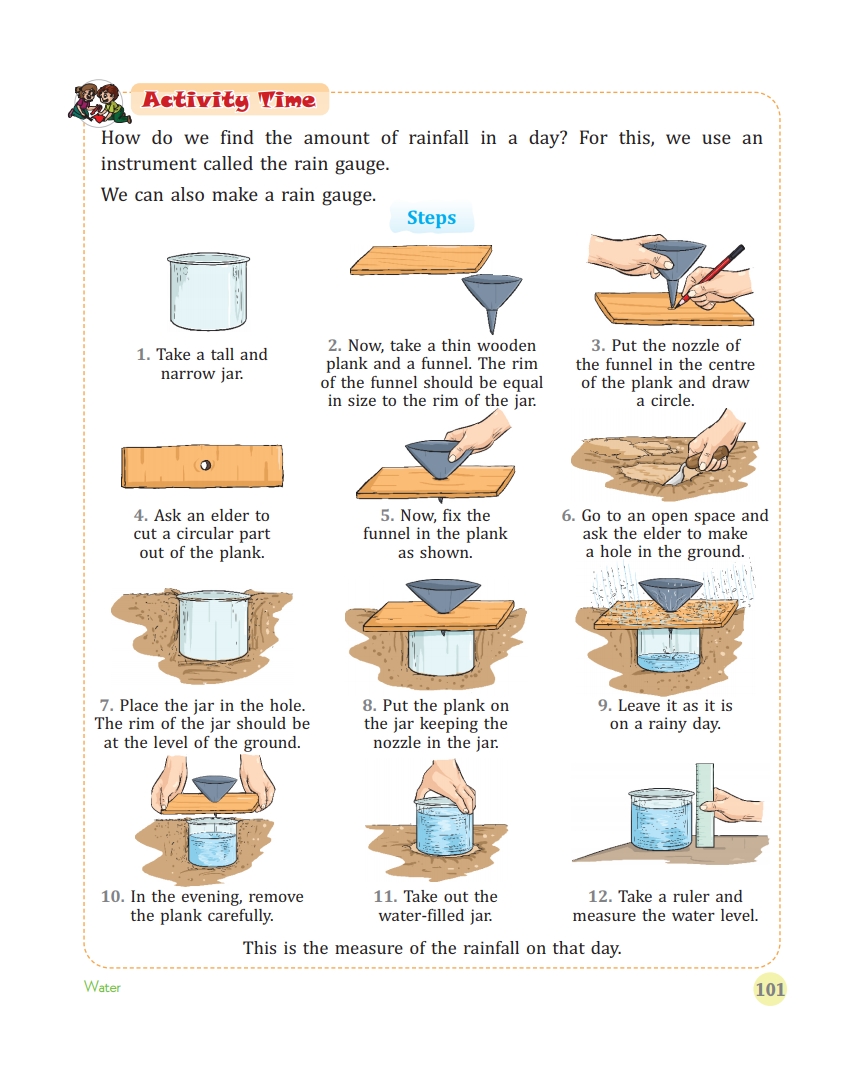 Activity Time
How do we find the amount of rainfall in a day? For this, we use an
instrument called the rain gauge.
We can also make a rain gauge.
Steps
1. Take a tall and
narrow jar.
2. Now, take a thin wooden
plank and a funnel. The rim
of the funnel should be equal
in size to the rim of the jar.
3. Put the nozzle of
the funnel in the centre
of the plank and draw
a circle.
4. Ask an elder to
cut a circular part
out of the plank.
5. Now, fix the
funnel in the plank
as shown.
6. Go to an open space and
ask the elder to make
a hole in the ground.
7. Place the jar in the hole.
The rim of the jar should be
at the level of the ground.
8. Put the plank on
the jar keeping the
nozzle in the jar.
9. Leave it as it is
on a rainy day.
10. In the evening, remove
the plank carefully.
11. Take out the
water-filled jar.
12. Take a ruler and
measure the water level.
This is the measure of the rainfall on that day.
Water
101